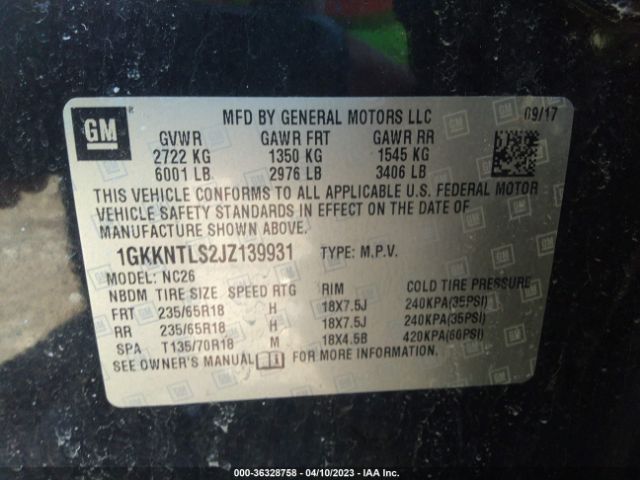 GM
MFD BY GENERAL MOTORS LLC 09/17
GVWR GAWR FRT GAWR RR
2722 KG 1350 KG 1545 KG
6001 LB 2976 LB 3406 LB
THIS VEHICLE CONFORMS TO ALL APPLICABLE U.S. FEDERAL MOTOR
VEHICLE SAFETY STANDARDS IN EFFECT ON THE DATE OF
MANUFACTURE SHOWN ABOVE.
1GKKNTLS2JZ139931 TYPE: M.P.V.
MODEL: NC26
NBDM TIRE SIZE SPEED RTG RIM COLD TIRE PRESSURE
FRT 235/65R18 H 18X7.5J 240KPA(35PSI)
RR 235/65R18 H 18X7.5J 240KPA(35PSI)
SPA T135/70R18 M 18X4.5B 420KPA(60PSI)
SEE OWNER'S MANUAL FOR MORE INFORMATION.
000-36328758 - 04/10/2023 - IAA Inc.